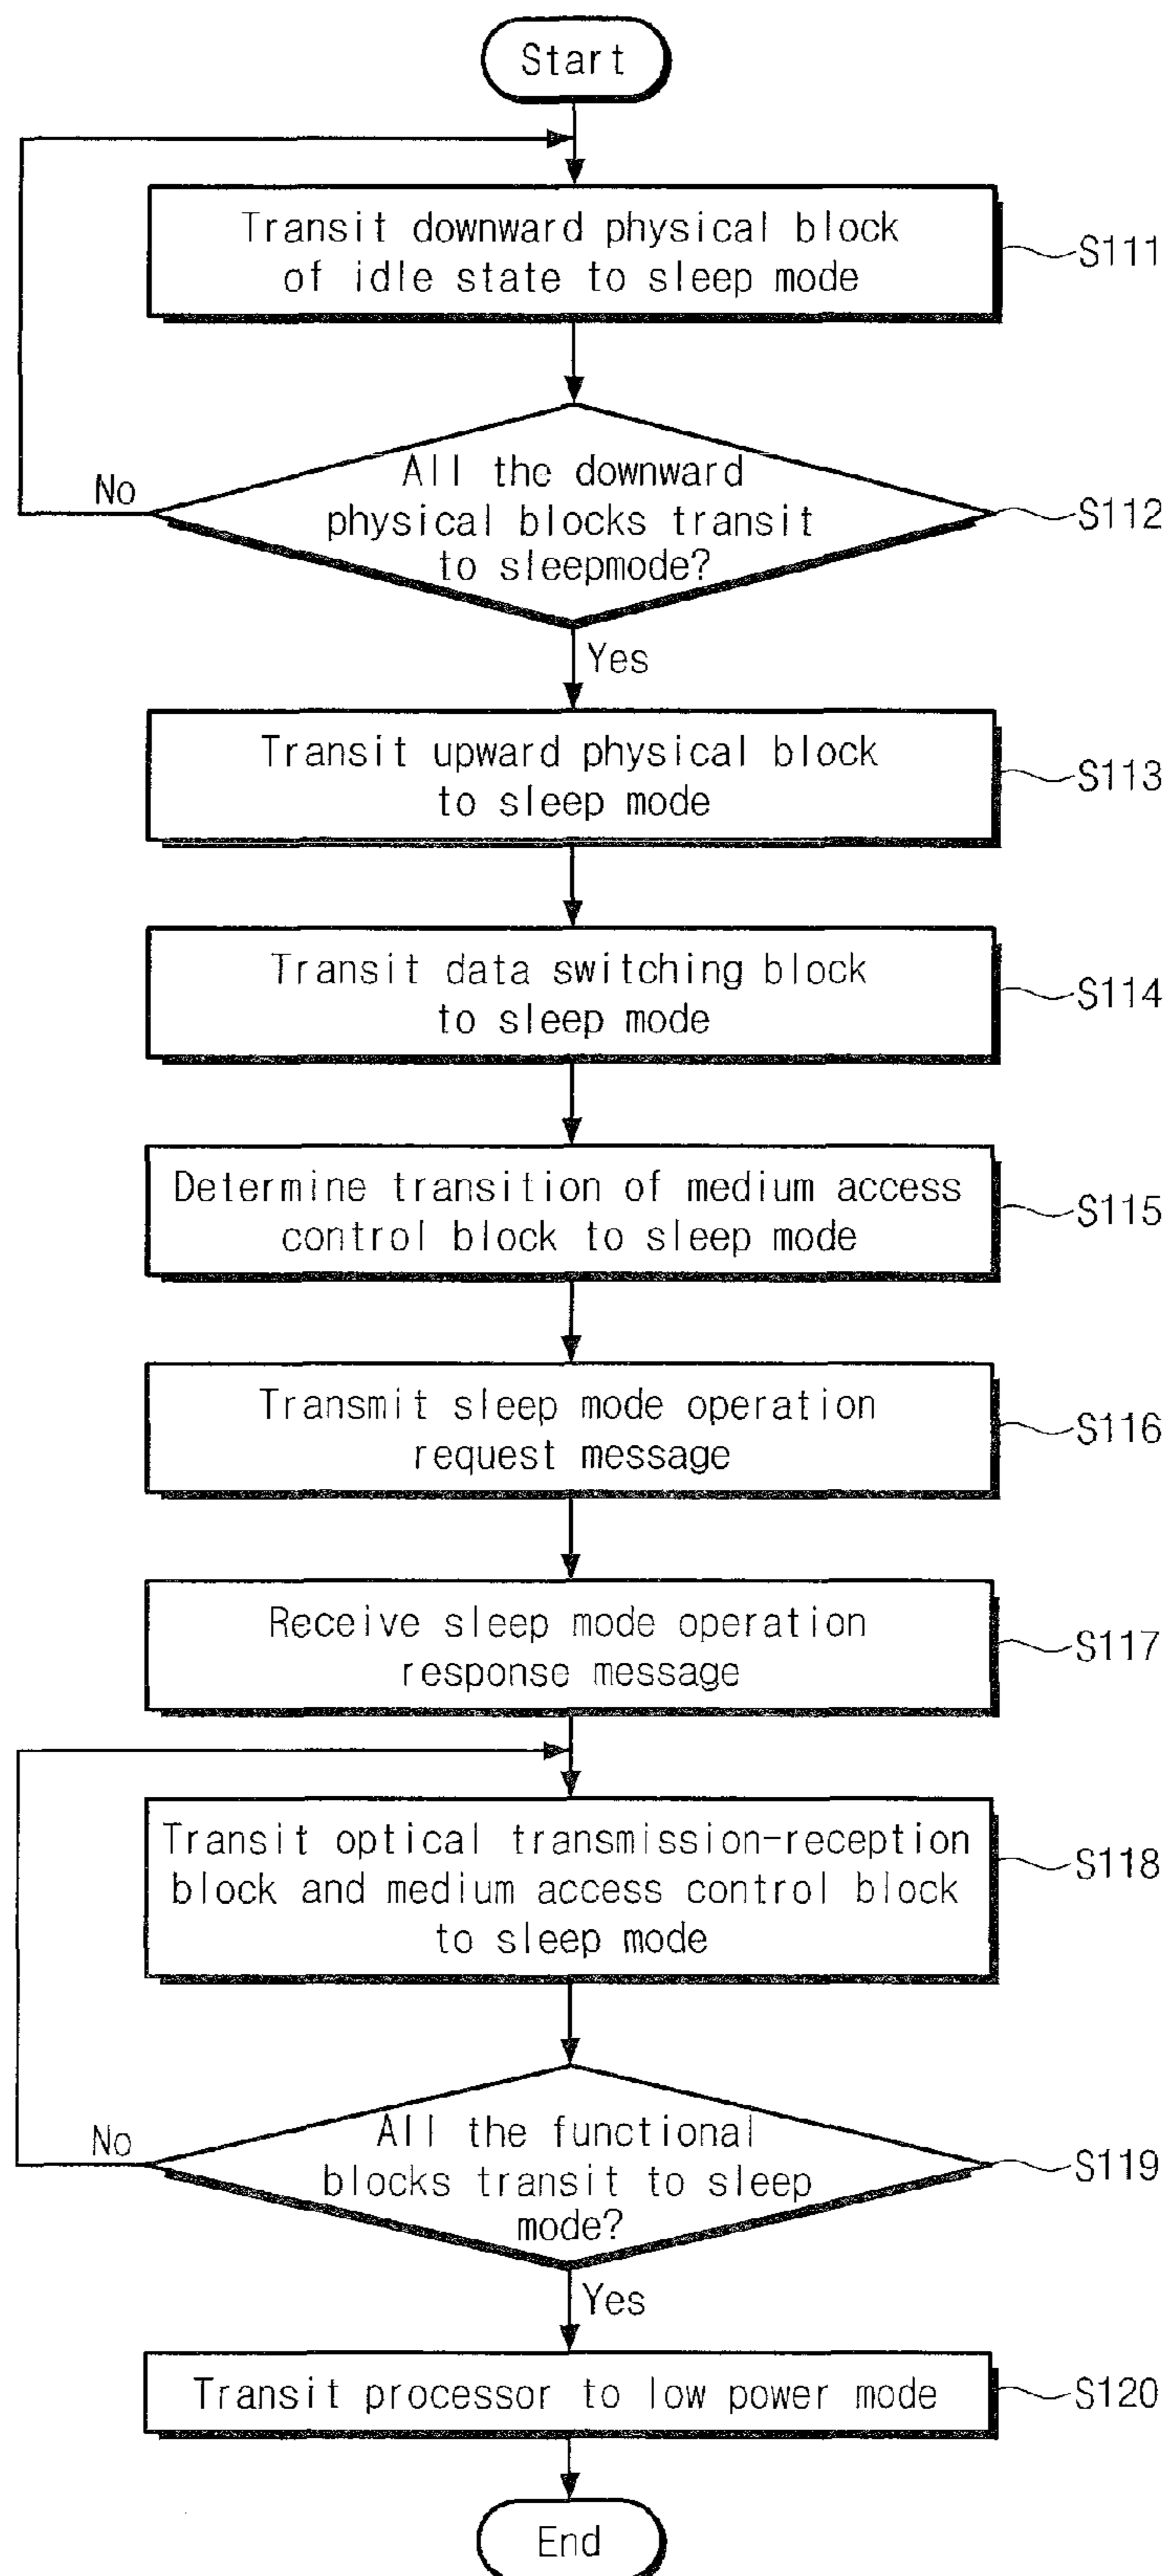 Start
Transit downward physical block
of idle state to sleep mode
S111
All the downward
physical blocks transit
to sleepmode?
No
S112
Yes
Transit upward physical block
to sleep mode
S113
Transit data switching block
to sleep mode
S114
Determine transition of medium access
control block to sleep mode
S115
Transmit sleep mode operation
request message
S116
Receive sleep mode operation
response message
S117
Transit optical transmission-reception
block and medium access control block
to sleep mode
S118
All the functional
blocks transit to sleep
mode?
No
S119
Yes
Transit processor to low power mode
S120
End